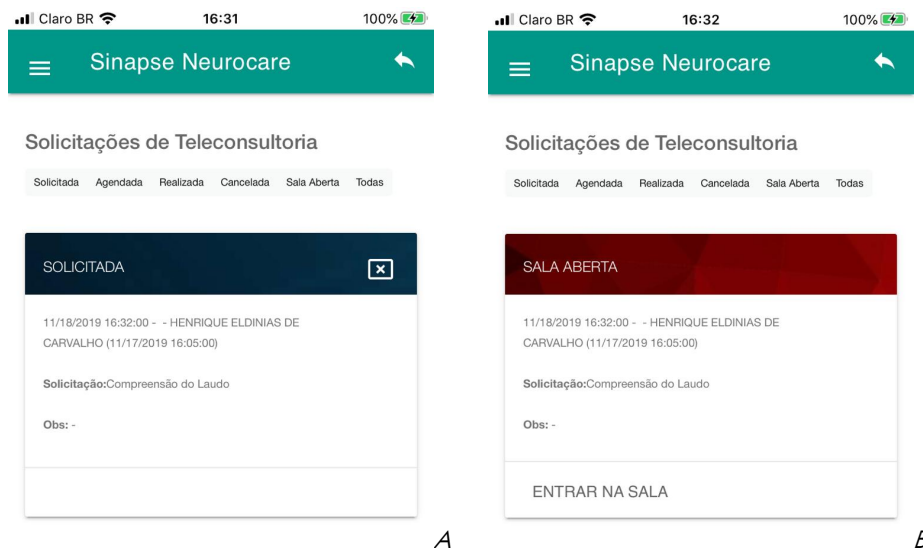 Claro BR 16:31 100%
Sinapse Neurocare
Solicitações de Teleconsultoria
Solicitada Agendada Realizada Cancelada Sala Aberta Todas
SOLICITADA
11/18/2019 16:32:00 - - HENRIQUE ELDINIAS DE
CARVALHO (11/17/2019 16:05:00)
Solicitação:Compreensão do Laudo
Obs: -
A
Claro BR 16:32 100%
Sinapse Neurocare
Solicitações de Teleconsultoria
Solicitada Agendada Realizada Cancelada Sala Aberta Todas
SALA ABERTA
11/18/2019 16:32:00 - - HENRIQUE ELDINIAS DE
CARVALHO (11/17/2019 16:05:00)
Solicitação:Compreensão do Laudo
Obs: -
ENTRAR NA SALA